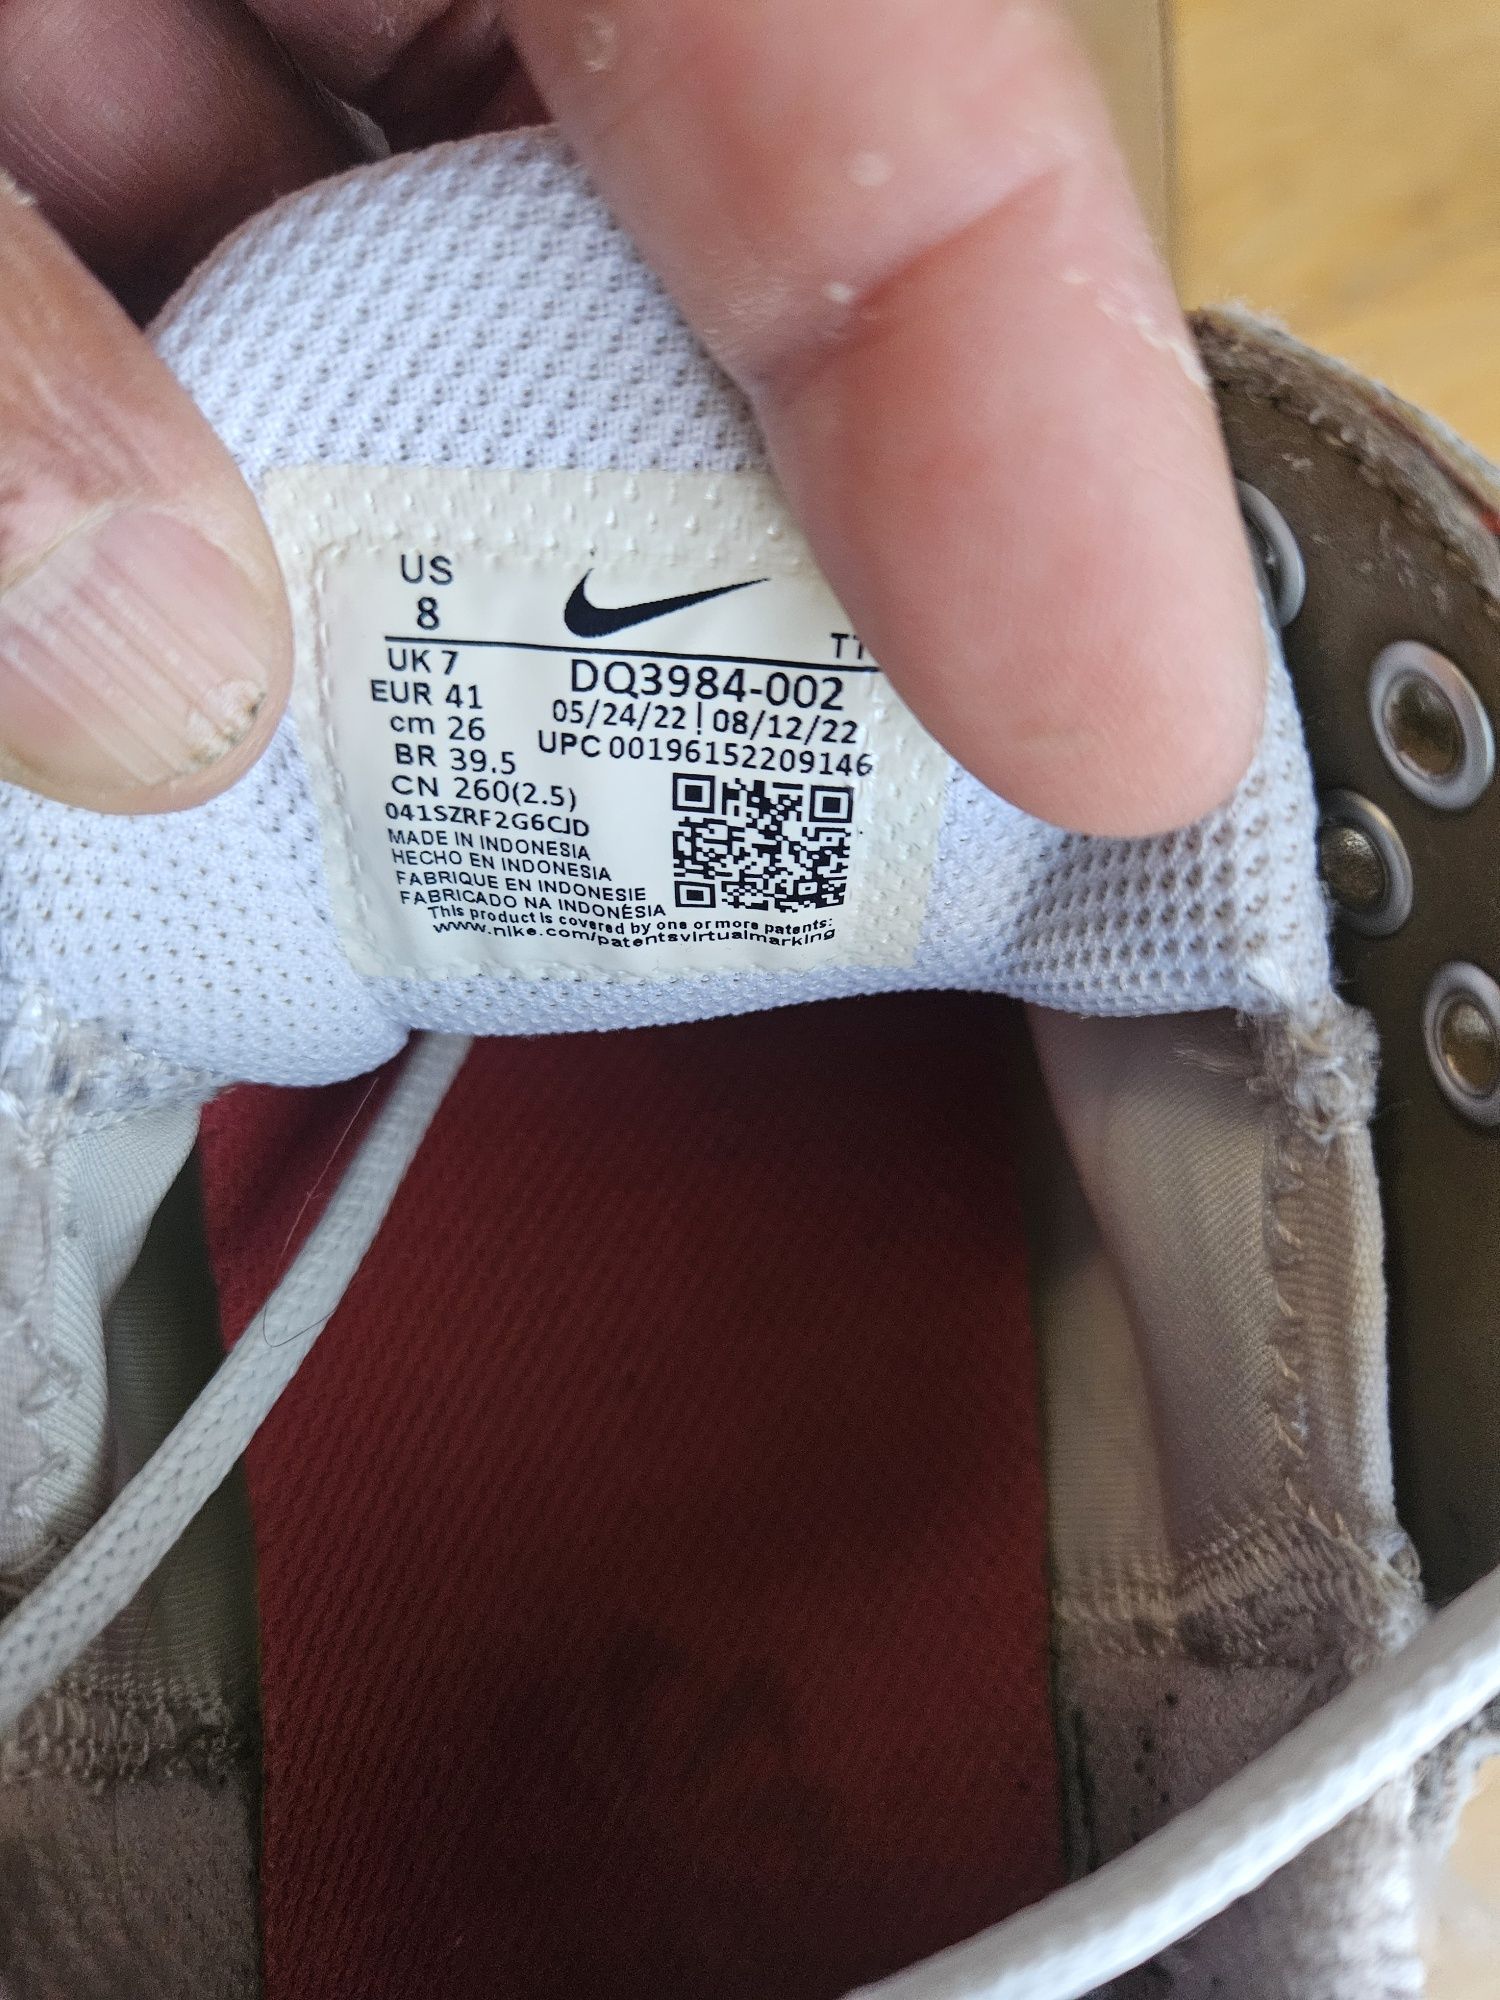 US
8
UK 7
EUR 41
cm 26
BR 39.5
CN 260(2.5)
041SZRF2G6CJD
MADE IN INDONESIA
HECHO EN INDONESIA
FABRIQUE EN INDONESIE
FABRICADO NA INDONÉSIA
DQ3984-002
05/24/22 | 08/12/22
UPC 00196152209146
This product is covered by one or more patents:
www.nike.com/patentsvirtualmarking